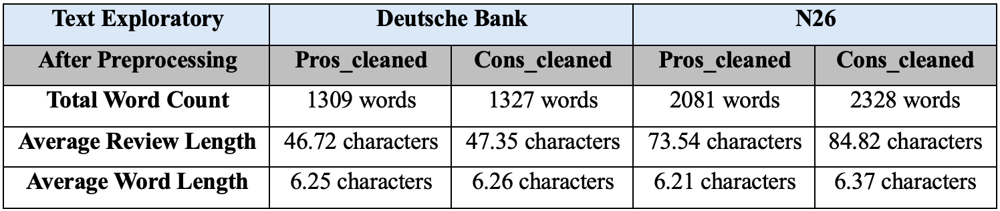 Text Exploratory Deutsche Bank N26
After Preprocessing Pros_cleaned Cons_cleaned Pros_cleaned Cons_cleaned
Total Word Count 1309 words 1327 words 2081 words 2328 words
Average Review Length 46.72 characters 47.35 characters 73.54 characters 84.82 characters
Average Word Length 6.25 characters 6.26 characters 6.21 characters 6.37 characters